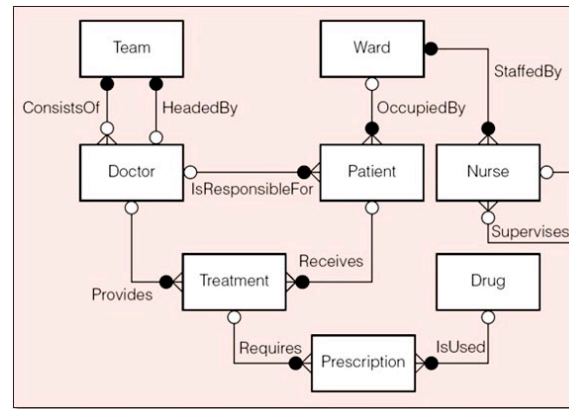 Team
Ward
StaffedBy
ConsistsOf
HeadedBy
OccupiedBy
Doctor
Patient
Nurse
IsResponsibleFor
Supervises
Receives
Treatment
Drug
Provides
Requires
IsUsed
Prescription